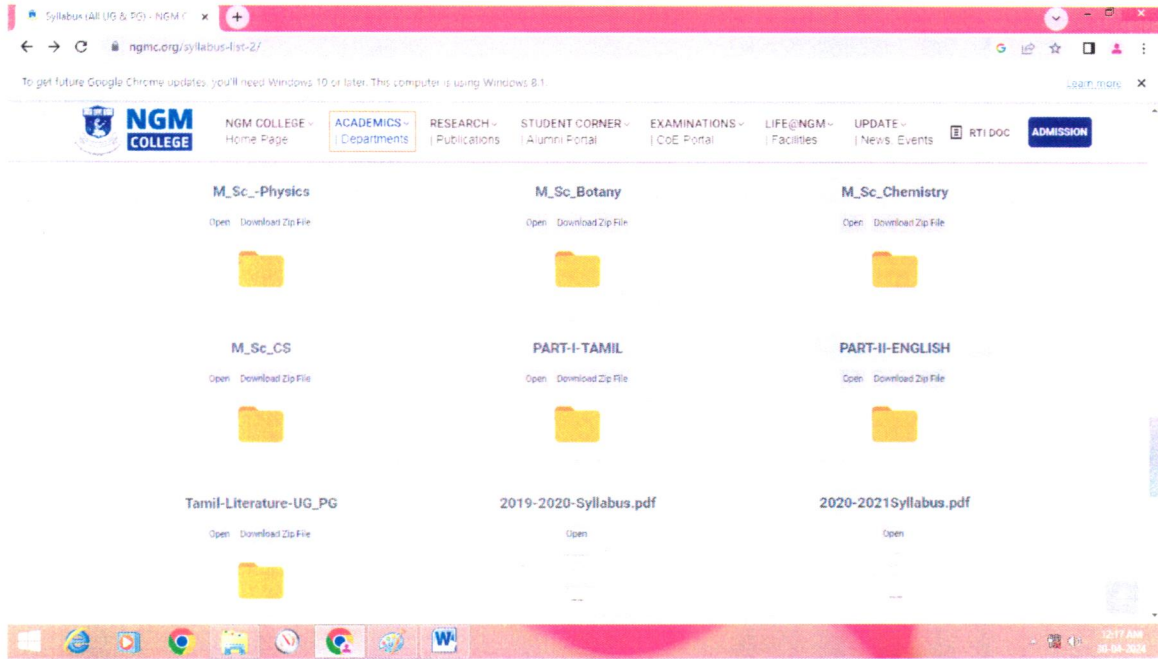 Syllabus (All UG & PG) - NGM C
ngmc.org/syllabus-list-2/
To get future Google Chrome updates, you'll need Windows 10 or later. This computer is using Windows 8.1.
Learn more
NGM
COLLEGE
NGM COLLEGE
Home Page
ACADEMICS
| Departments
RESEARCH
| Publications
STUDENT CORNER
| Alumni Portal
EXAMINATIONS
| CoE Portal
LIFE@NGM
| Facilities
UPDATE
| News, Events
RTI DOC
ADMISSION
M_Sc_-Physics
M_Sc_Botany
M_Sc_Chemistry
Open Download Zip File
Open Download Zip File
Open Download Zip File
M_Sc_CS
PART-I-TAMIL
PART-II-ENGLISH
Open Download Zip File
Open Download Zip File
Open Download Zip File
Tamil-Literature-UG_PG
2019-2020-Syllabus.pdf
2020-2021Syllabus.pdf
Open Download Zip File
Open
Open
12:17 AM
30-04-2024